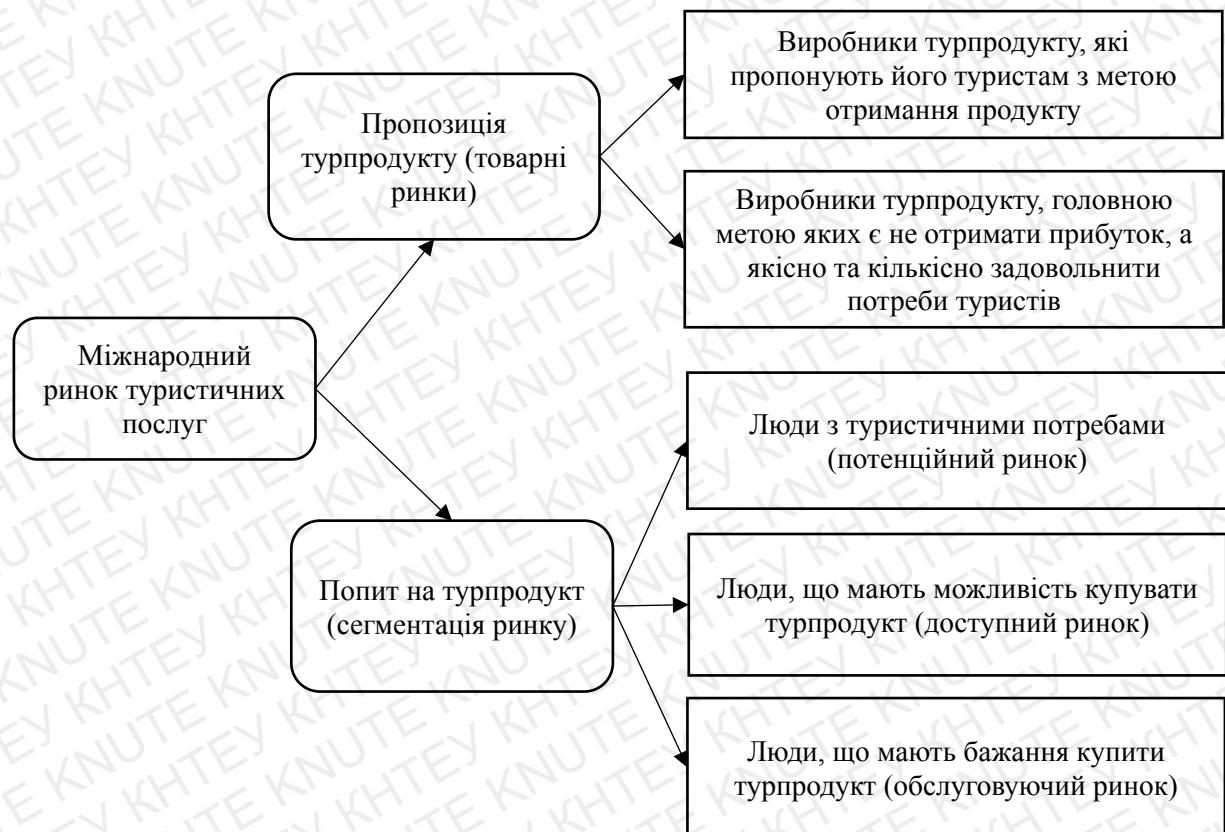 Виробники турпродукту, які
пропонують його туристам з метою
отримання продукту
Пропозиція
турпродукту (товарні
ринки)
Виробники турпродукту, головною
метою яких є не отримати прибуток, а
якісно та кількісно задовольнити
потреби туристів
Міжнародний
ринок туристичних
послуг
Люди з туристичними потребами
(потенційний ринок)
Попит на турпродукт
(сегментація ринку)
Люди, що мають можливість купувати
турпродукт (доступний ринок)
Люди, що мають бажання купити
турпродукт (обслуговуючий ринок)